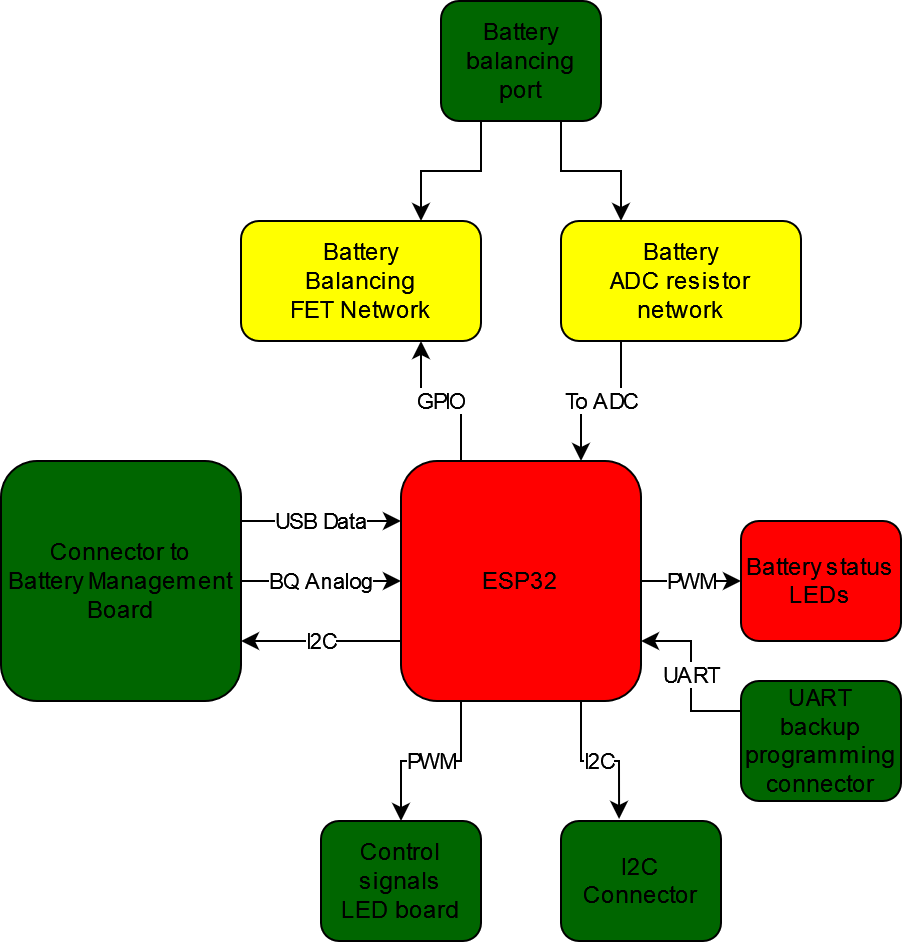 Battery
balancing
port
Battery
Balancing
FET Network
Battery
ADC resistor
network
GPIO
To ADC
Connector to
Battery Management
Board
USB Data
BQ Analog
I2C
ESP32
PWM
Battery status
LEDs
UART
UART
backup
programming
connector
PWM
I2C
Control
signals
LED board
I2C
Connector